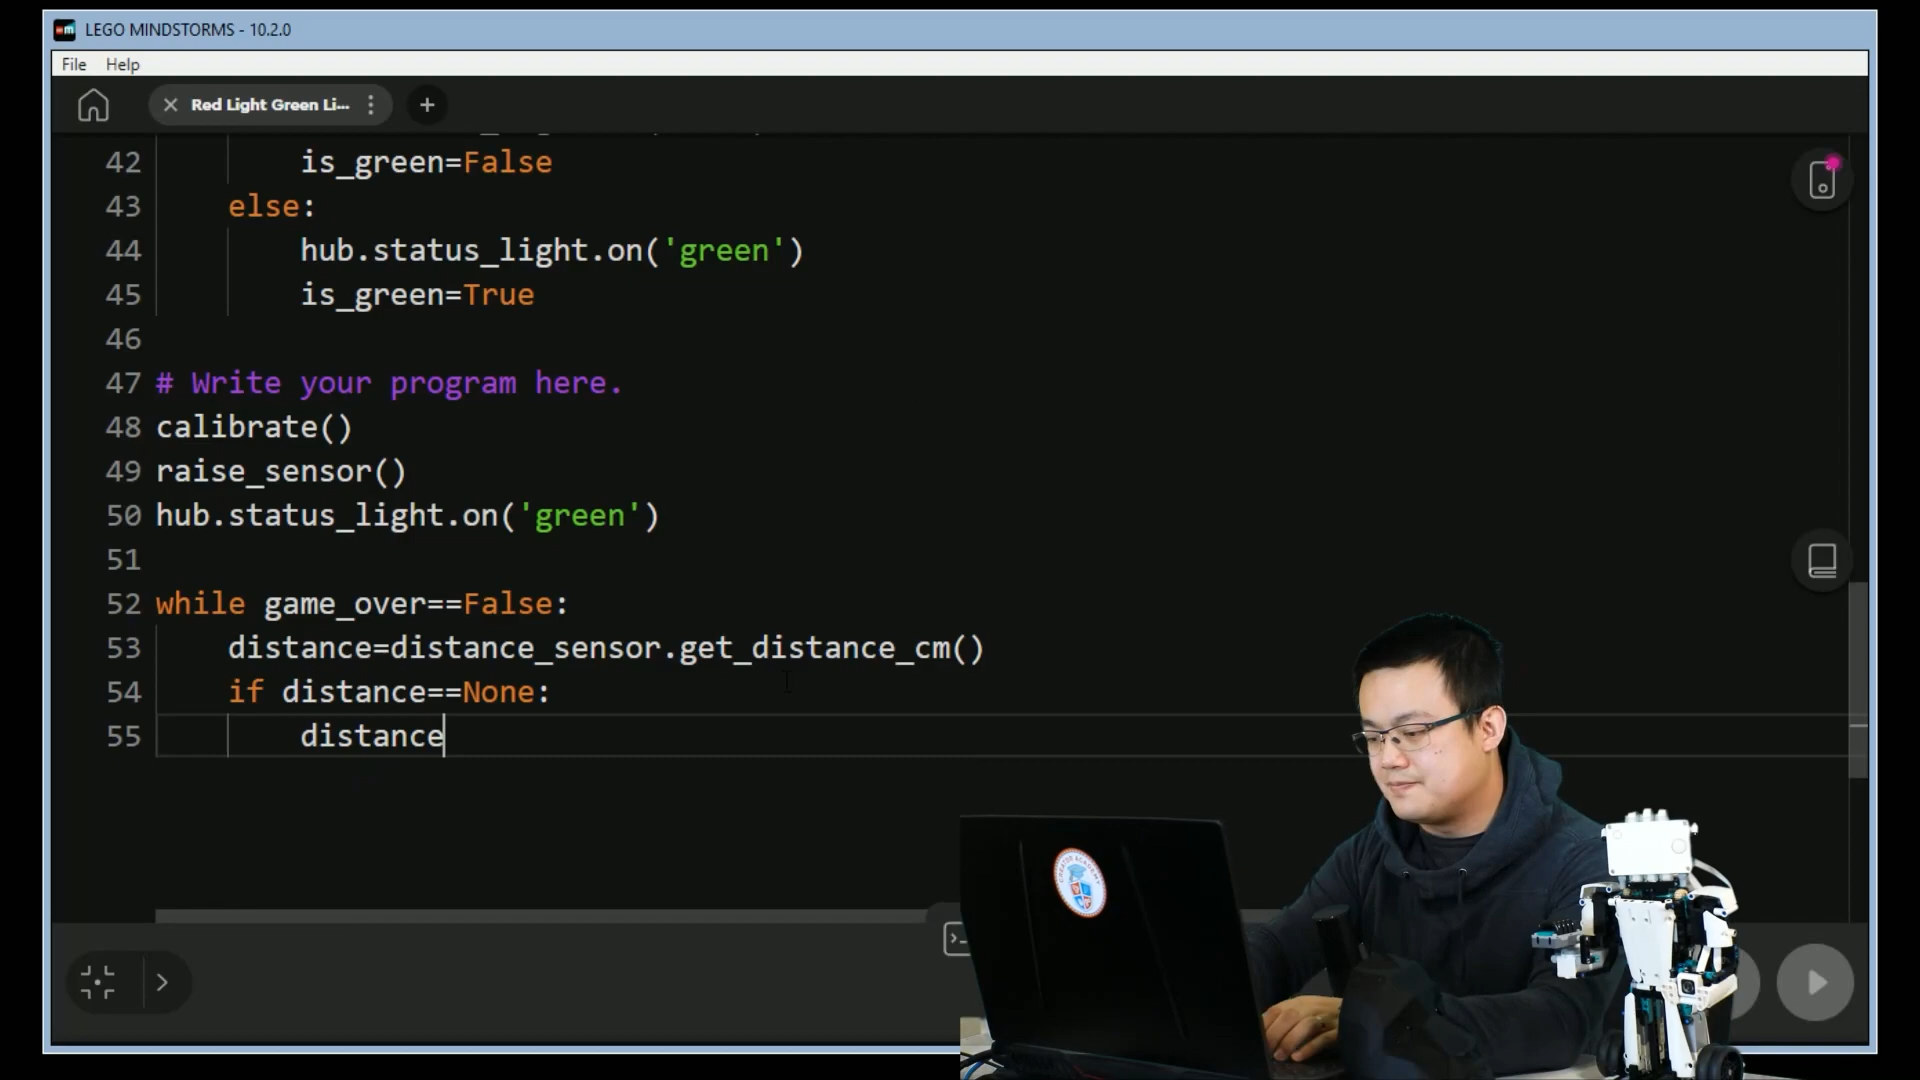 LEGO MINDSTORMS - 10.2.0
File Help
Red Light Green Li...
42 is_green=False
43 else:
44 hub.status_light.on('green')
45 is_green=True
46
47 # Write your program here.
48 calibrate()
49 raise_sensor()
50 hub.status_light.on('green')
51
52 while game_over==False:
53 distance=distance_sensor.get_distance_cm()
54 if distance==None:
55 distance